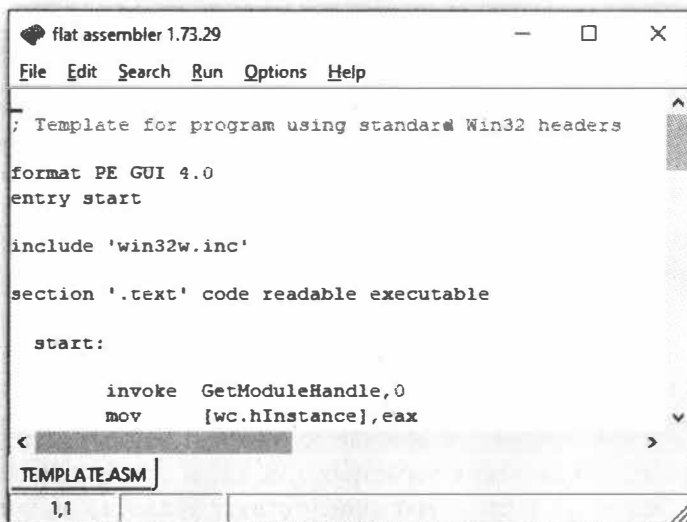 flat assembler 1.73.29
File Edit Search Run Options Help
; Template for program using standard Win32 headers
format PE GUI 4.0
entry start
include 'win32w.inc'
section '.text' code readable executable
start:
invoke GetModuleHandle,0
mov [wc.hInstance],eax
TEMPLATE.ASM
1,1